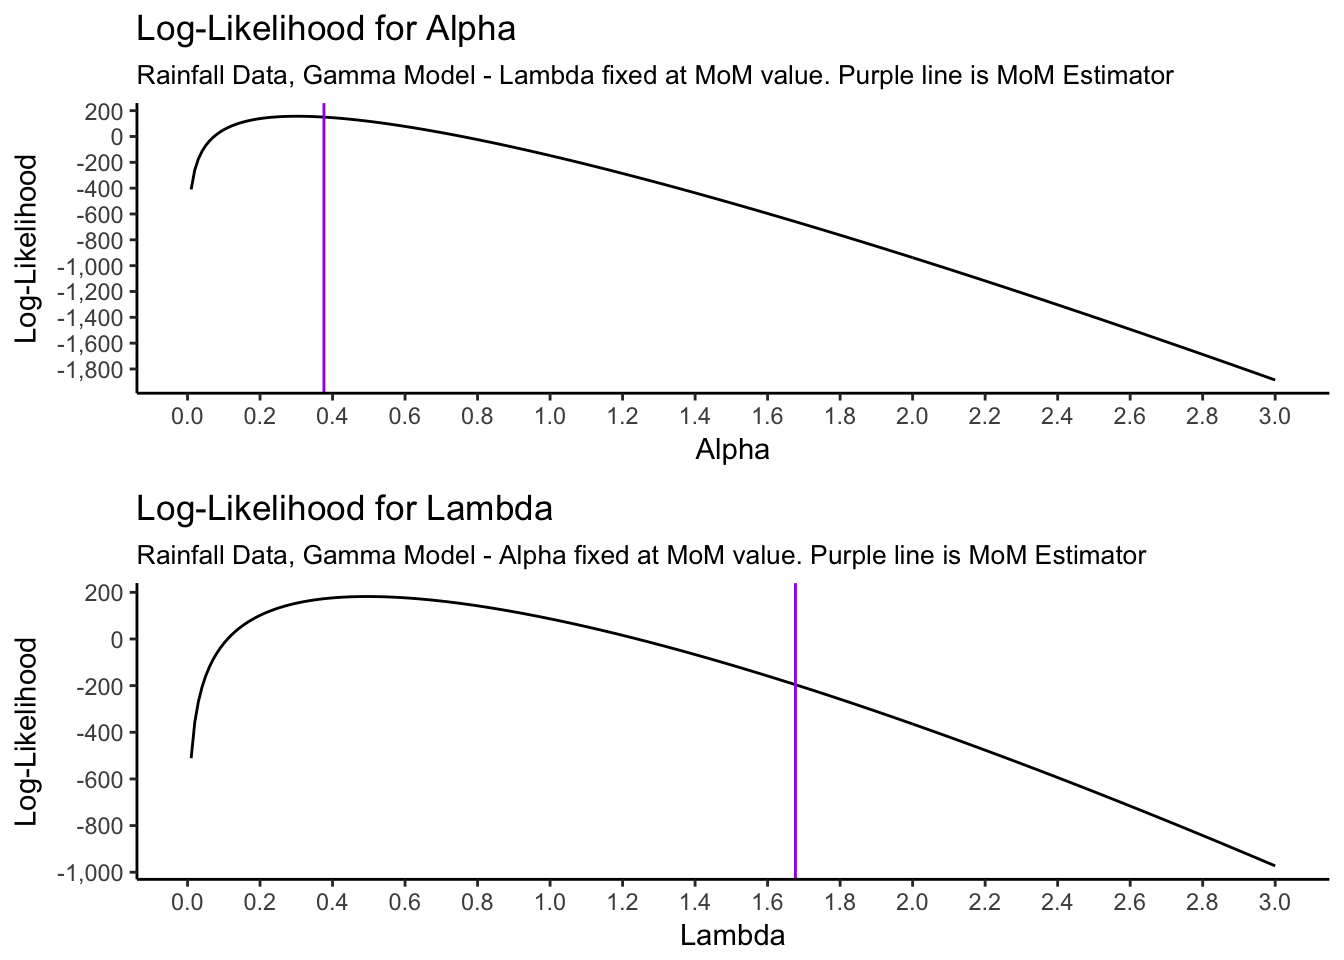 Log-Likelihood for Alpha
Rainfall Data, Gamma Model - Lambda fixed at MoM value. Purple line is MoM Estimator
Log-Likelihood
200
0
-200
-400
-600
-800
-1,000
-1,200
-1,400
-1,600
-1,800
0.0 0.2 0.4 0.6 0.8 1.0 1.2 1.4 1.6 1.8 2.0 2.2 2.4 2.6 2.8 3.0
Alpha
Log-Likelihood for Lambda
Rainfall Data, Gamma Model - Alpha fixed at MoM value. Purple line is MoM Estimator
Log-Likelihood
200
0
-200
-400
-600
-800
-1,000
0.0 0.2 0.4 0.6 0.8 1.0 1.2 1.4 1.6 1.8 2.0 2.2 2.4 2.6 2.8 3.0
Lambda